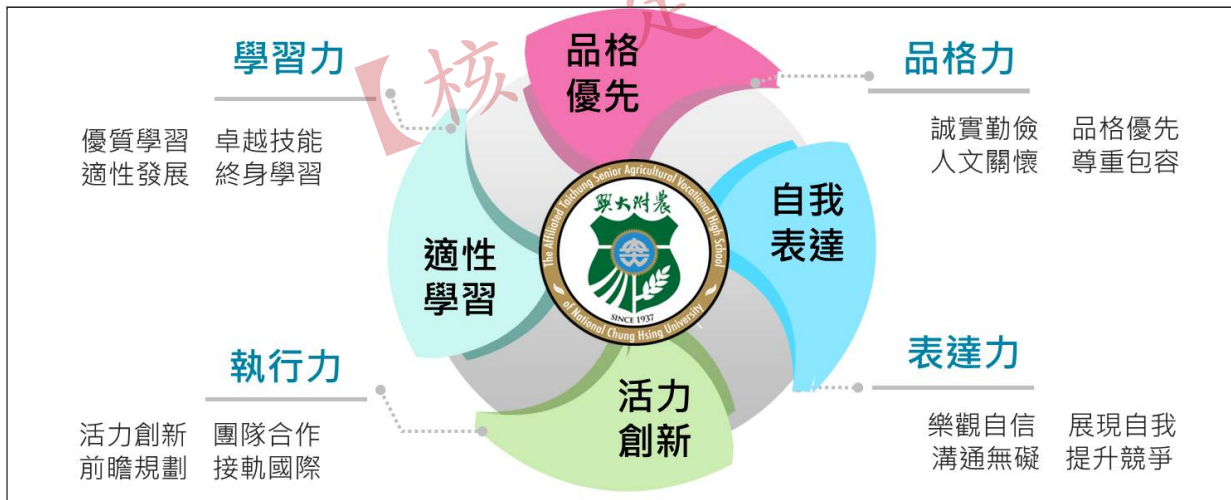 【核定
品格
優先
學習力
優質學習 卓越技能
適性發展 終身學習
品格力
誠實勤儉 品格優先
人文關懷 尊重包容
適性
學習
自我
表達
The Affiliated Taichung Senior Agricultural Vocational High School
興大附農
SINCE 1937
of National Chung Hsing University
執行力
活力創新 團隊合作
前瞻規劃 接軌國際
活力
創新
表達力
樂觀自信 展現自我
溝通無礙 提升競爭